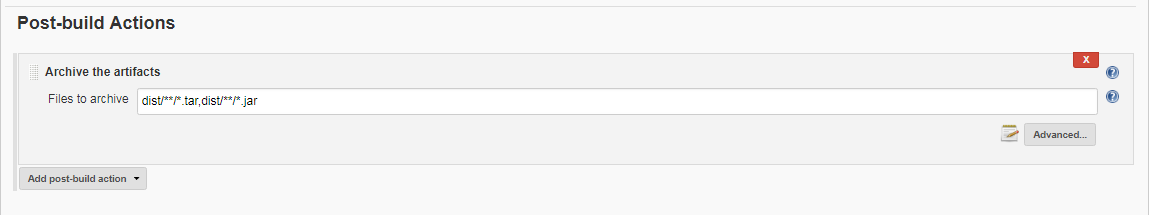 Post-build Actions
X
Archive the artifacts
?
Files to archive dist/**/*.tar,dist/**/*.jar
?
Advanced...
Add post-build action